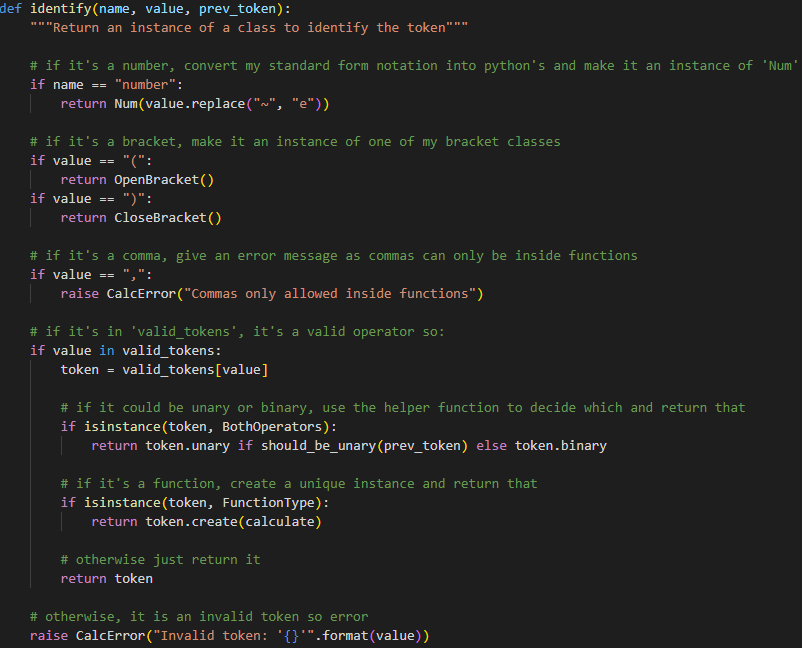 def identify(name, value, prev_token):
    """Return an instance of a class to identify the token"""

    # if it's a number, convert my standard form notation into python's and make it an instance of 'Num'
    if name == "number":
        return Num(value.replace("~", "e"))

    # if it's a bracket, make it an instance of one of my bracket classes
    if value == "(":
        return OpenBracket()
    if value == ")":
        return CloseBracket()

    # if it's a comma, give an error message as commas can only be inside functions
    if value == ",":
        raise CalcError("Commas only allowed inside functions")

    # if it's in 'valid_tokens', it's a valid operator so:
    if value in valid_tokens:
        token = valid_tokens[value]

        # if it could be unary or binary, use the helper function to decide which and return that
        if isinstance(token, BothOperators):
            return token.unary if should_be_unary(prev_token) else token.binary

        # if it's a function, create a unique instance and return that
        if isinstance(token, FunctionType):
            return token.create(calculate)

        # otherwise just return it
        return token

    # otherwise, it is an invalid token so error
    raise CalcError("Invalid token: '{}'".format(value))